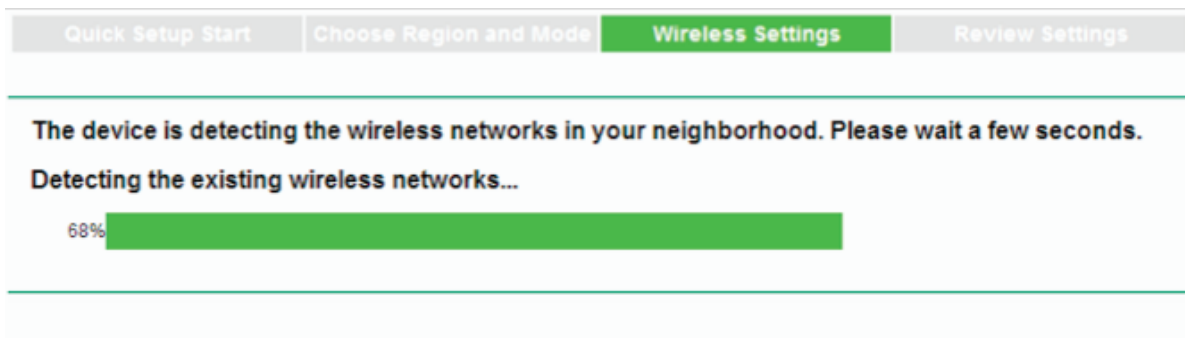 Quick Setup Start Choose Region and Mode Wireless Settings Review Settings
The device is detecting the wireless networks in your neighborhood. Please wait a few seconds.
Detecting the existing wireless networks...
68%